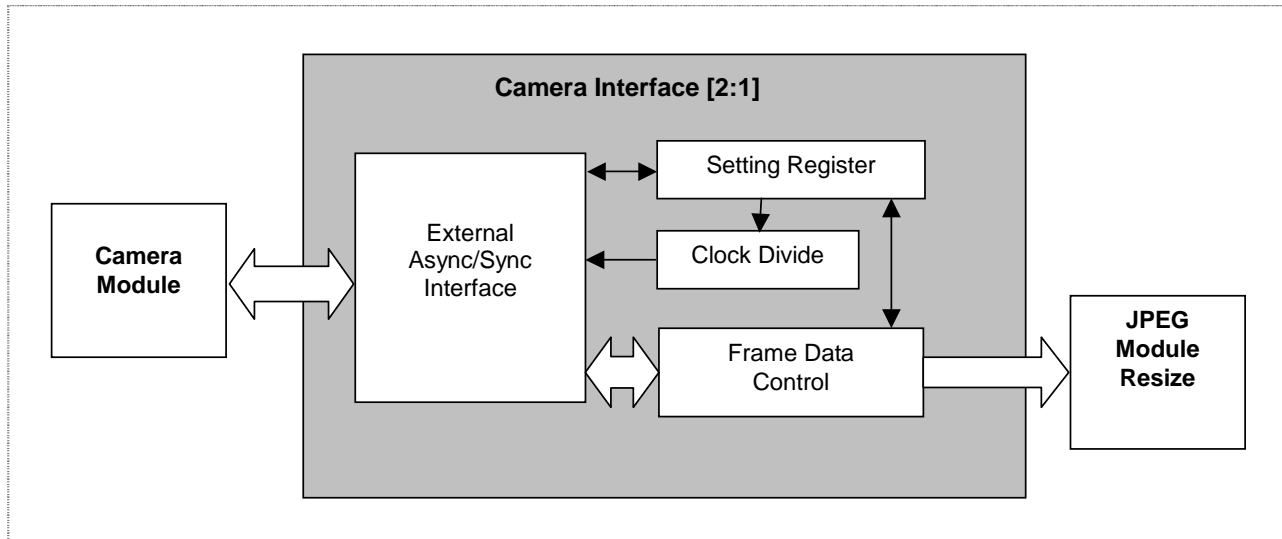 Camera Interface [2:1]
Setting Register
External
Async/Sync
Interface
Clock Divide
Camera
Module
Frame Data
Control
JPEG
Module
Resize